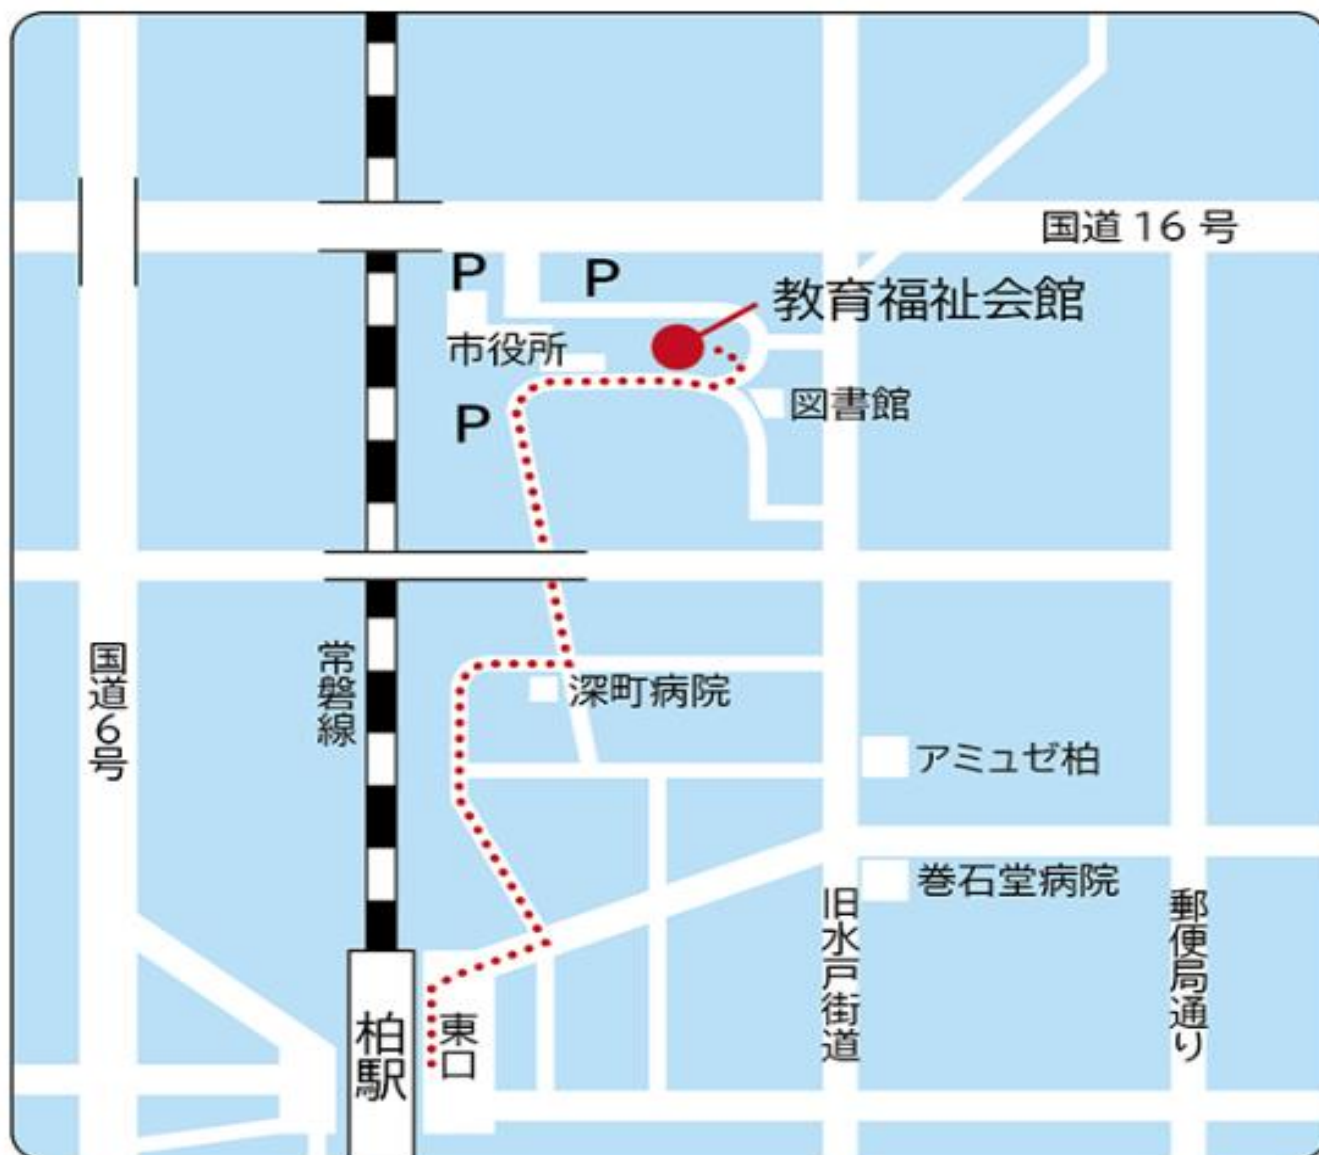 国道 16 号
P
P
教育福祉会館
市役所
図書館
P
国道6号
常磐線
深町病院
アミュゼ柏
巻石堂病院
旧水戸街道
郵便局通り
柏駅
東口